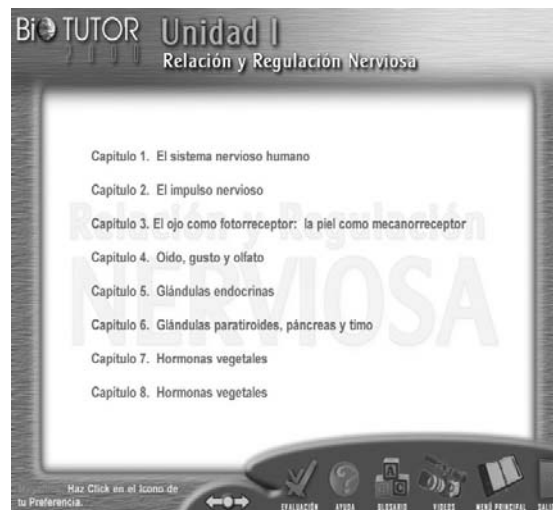 BiO TUTOR
2000
Unidad I
Relación y Regulación Nerviosa
Relación y Regulación
NERVIOSA
Capitulo 1. El sistema nervioso humano
Capitulo 2. El impulso nervioso
Capitulo 3. El ojo como fotorreceptor: la piel como mecanorreceptor
Capitulo 4. Oido, gusto y olfato
Capitulo 5. Glándulas endocrinas
Capitulo 6. Glándulas paratiroides, páncreas y timo
Capitulo 7. Hormonas vegetales
Capitulo 8. Hormonas vegetales
Haz Click en el Icono de
tu Preferencia.
EVALUACIÓN AYUDA GLOSARIO VIDEOS MENÚ PRINCIPAL SALI